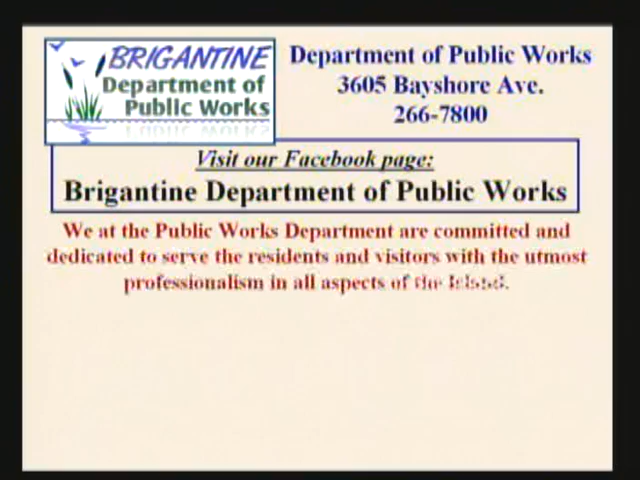 BRIGANTINE
Department of
Public Works
Department of Public Works
3605 Bayshore Ave.
266-7800
Visit our Facebook page:
Brigantine Department of Public Works
We at the Public Works Department are committed and
dedicated to serve the residents and visitors with the utmost
professionalism in all aspects of the Island.